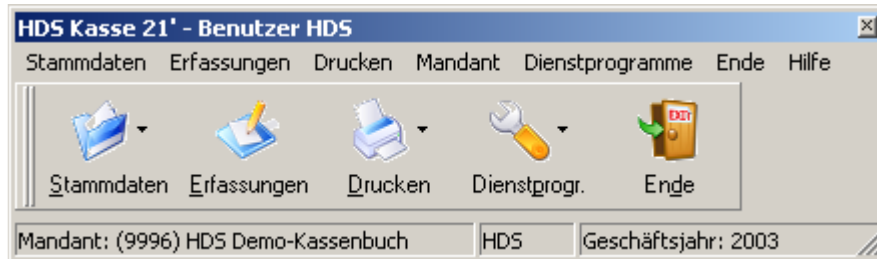 HDS Kasse 21' - Benutzer HDS
Stammdaten Erfassungen Drucken Mandant Dienstprogramme Ende Hilfe
EXIT
Stammdaten Erfassungen Drucken Dienstprogr. Ende
Mandant: (9996) HDS Demo-Kassenbuch HDS Geschäftsjahr: 2003